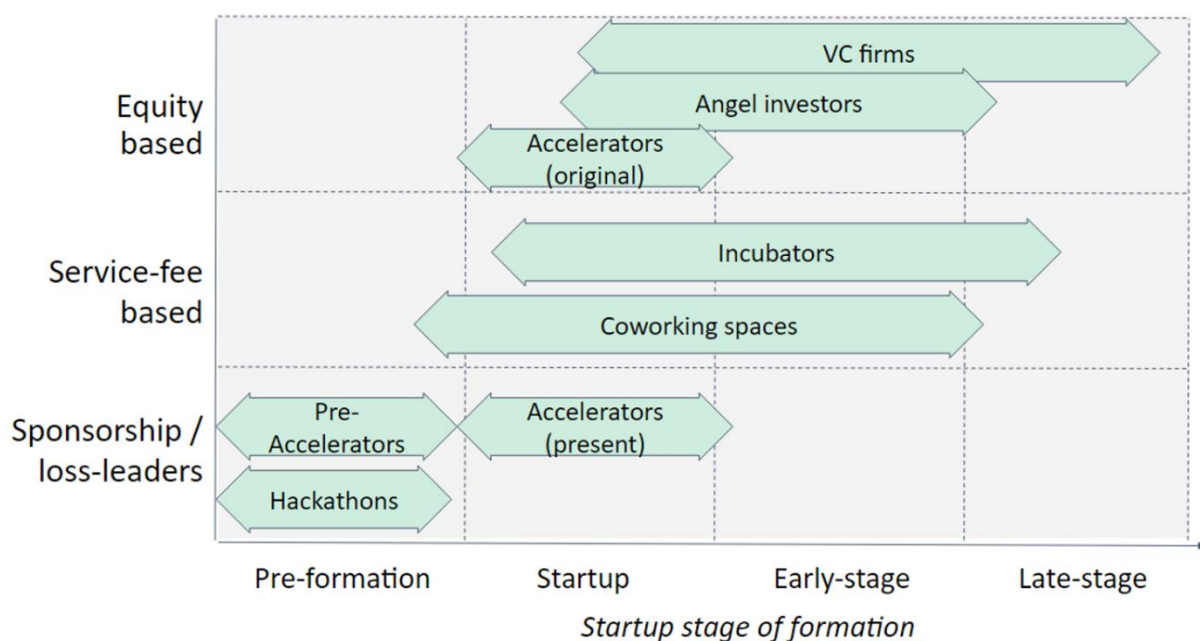 Equity
based
VC firms
Angel investors
Accelerators
(original)
Service-fee
based
Incubators
Coworking spaces
Sponsorship /
loss-leaders
Pre-
Accelerators
Accelerators
(present)
Hackathons
Pre-formation
Startup
Early-stage
Late-stage
Startup stage of formation